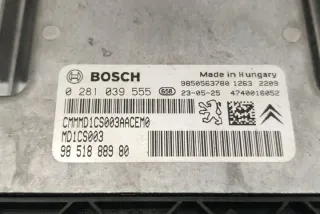 BOSCH
Made in Hungary
9850563780 1263 2209
0 281 039 555 658 23-05-25 4740016052
CMMMD1CS003AACEM0
MD1CS003
98 518 889 80